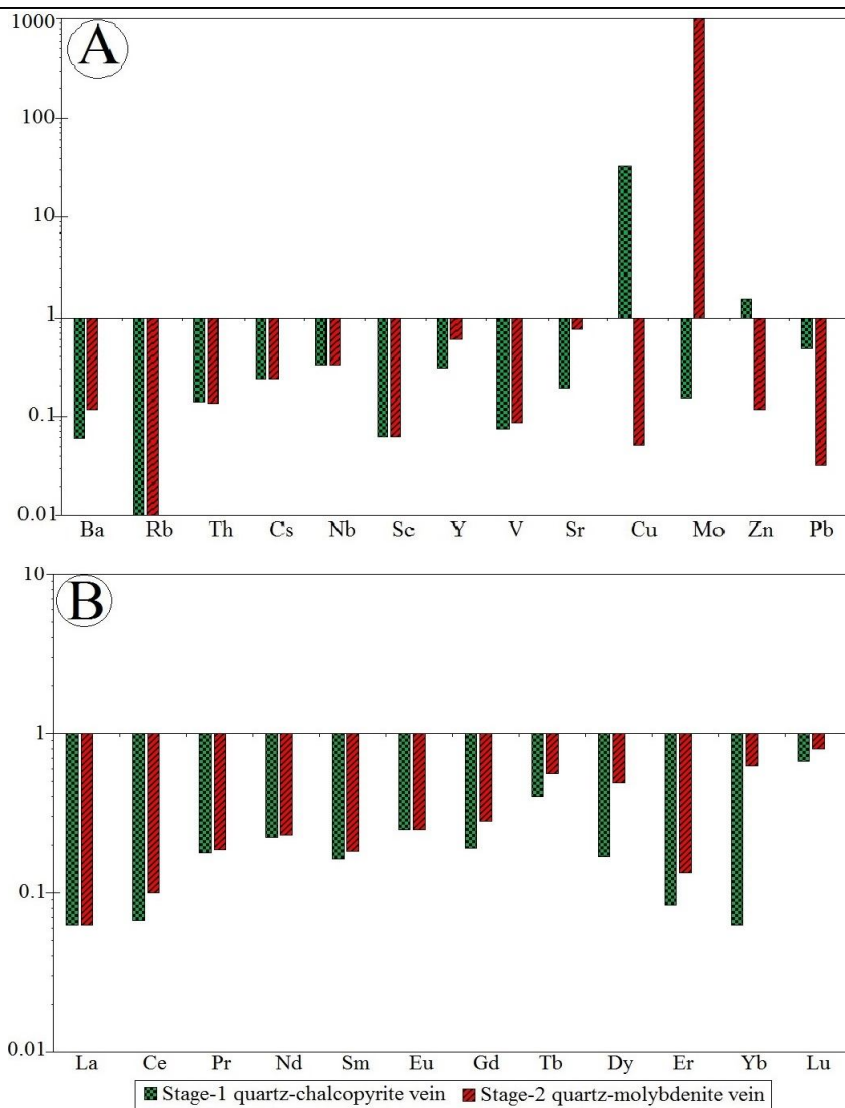 A
1000
100
10
1
0.1
0.01
Ba Rb Th Cs Nb Sc Y V Sr Cu Mo Zn Pb
B
10
1
0.1
0.01
La Ce Pr Nd Sm Eu Gd Tb Dy Er Yb Lu
Stage-1 quartz-chalcopyrite vein Stage-2 quartz-molybdenite vein